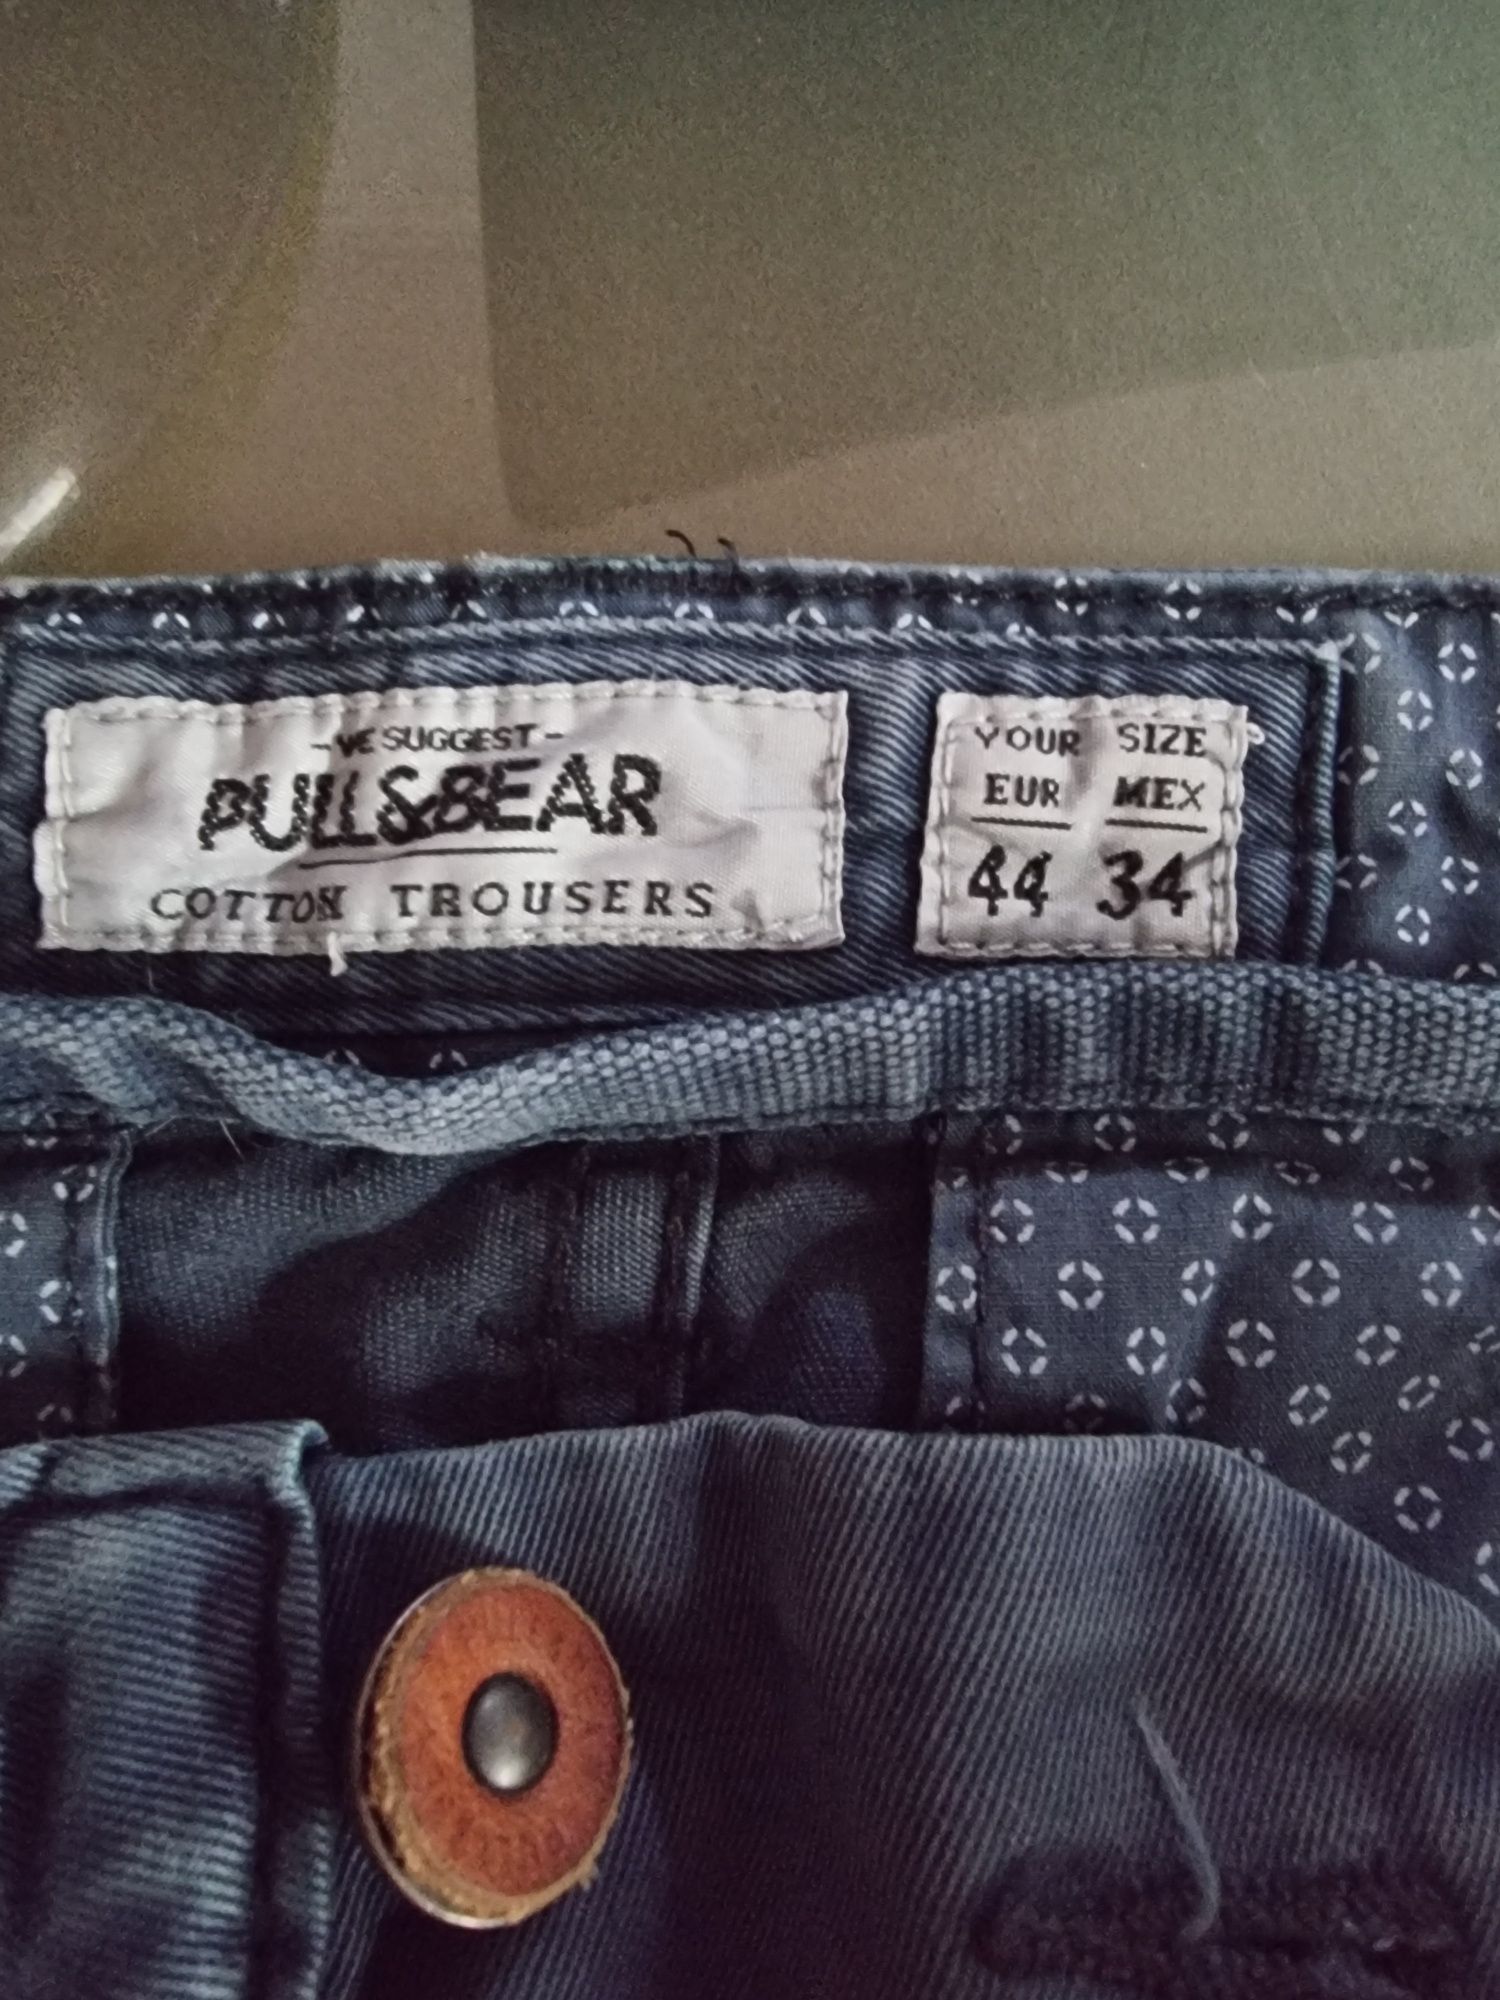 -WE SUGGEST-
PULL&BEAR
COTTON TROUSERS
YOUR SIZE
EUR MEX
44 34